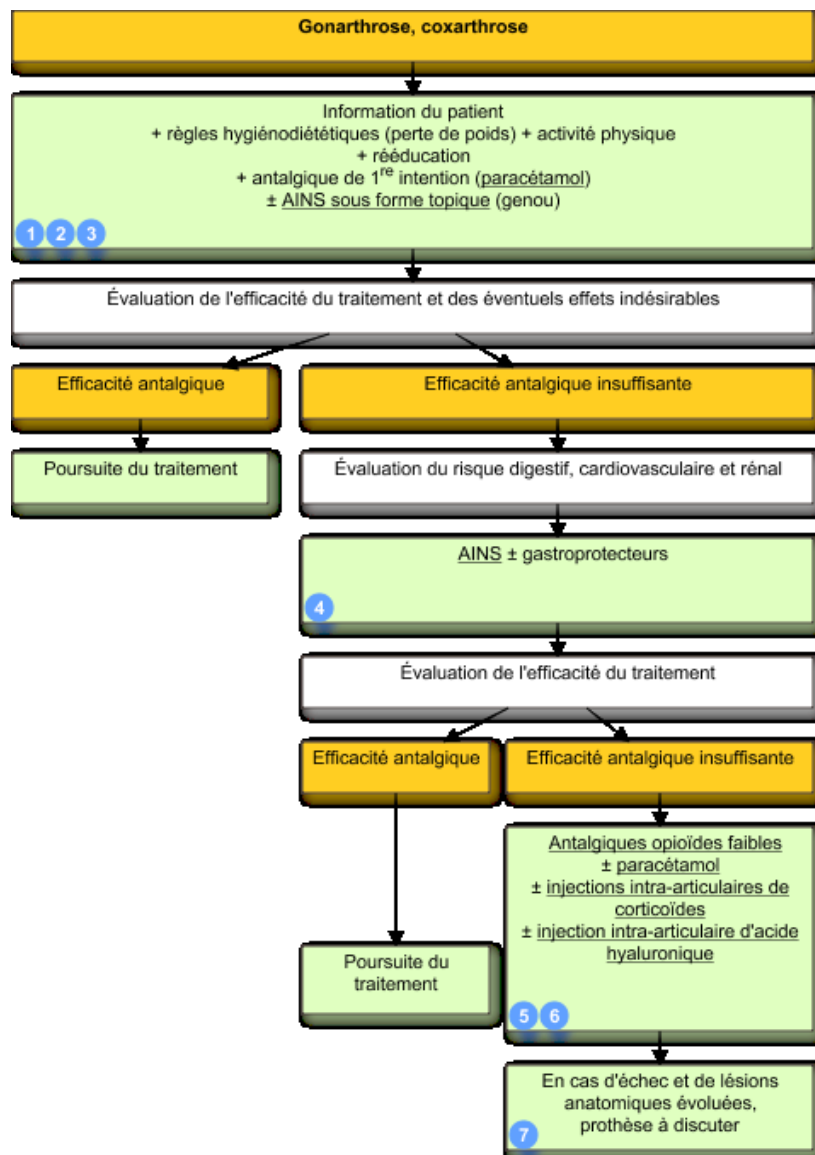 Gonarthrose, coxarthrose
Information du patient
+ règles hygiénodiététiques (perte de poids) + activité physique
+ rééducation
+ antalgique de 1re intention (paracétamol)
± AINS sous forme topique (genou)
1 2 3
Évaluation de l'efficacité du traitement et des éventuels effets indésirables
Efficacité antalgique
Efficacité antalgique insuffisante
Poursuite du traitement
Évaluation du risque digestif, cardiovasculaire et rénal
AINS ± gastroprotecteurs
4
Évaluation de l'efficacité du traitement
Efficacité antalgique
Efficacité antalgique insuffisante
Antalgiques opioïdes faibles
± paracétamol
± injections intra-articulaires de
corticoïdes
± injection intra-articulaire d'acide
hyaluronique
5 6
Poursuite du
traitement
En cas d'échec et de lésions
anatomiques évoluées,
prothèse à discuter
7